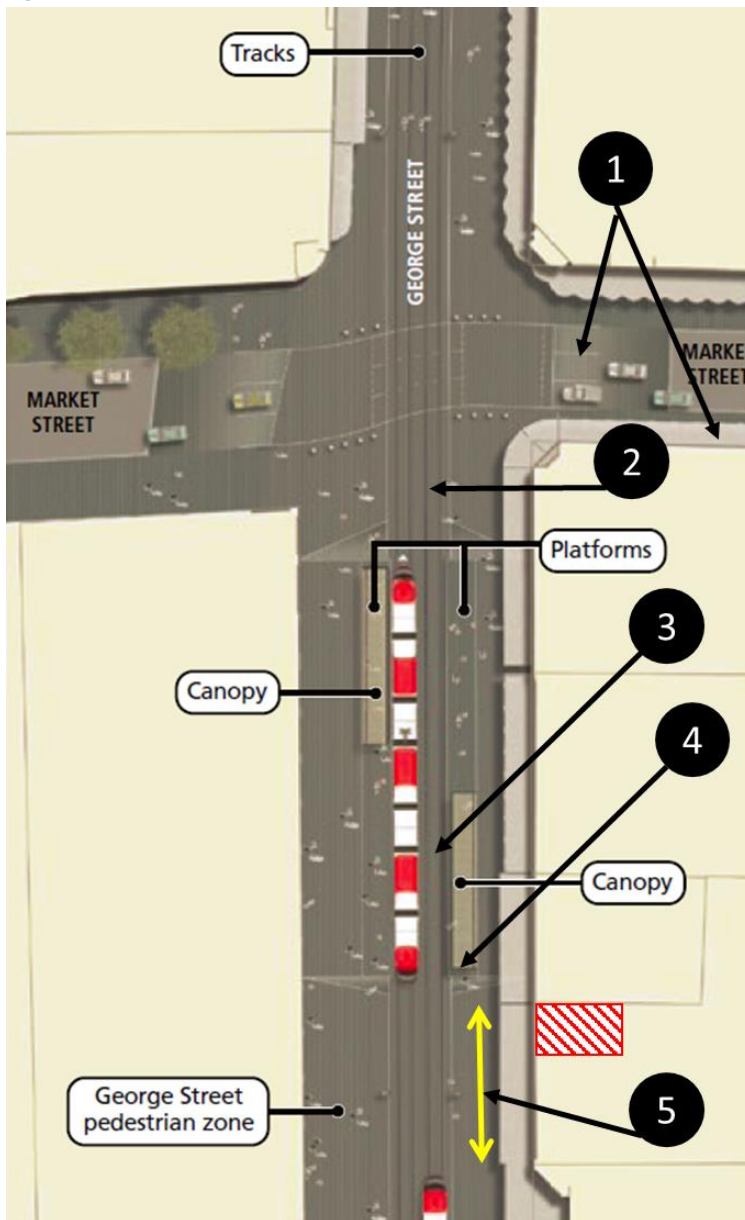 Tracks
1
GEORGE STREET
MARKET
STREET
MARKET
STREET
2
Platforms
3
Canopy
4
Canopy
George Street
pedestrian zone
5